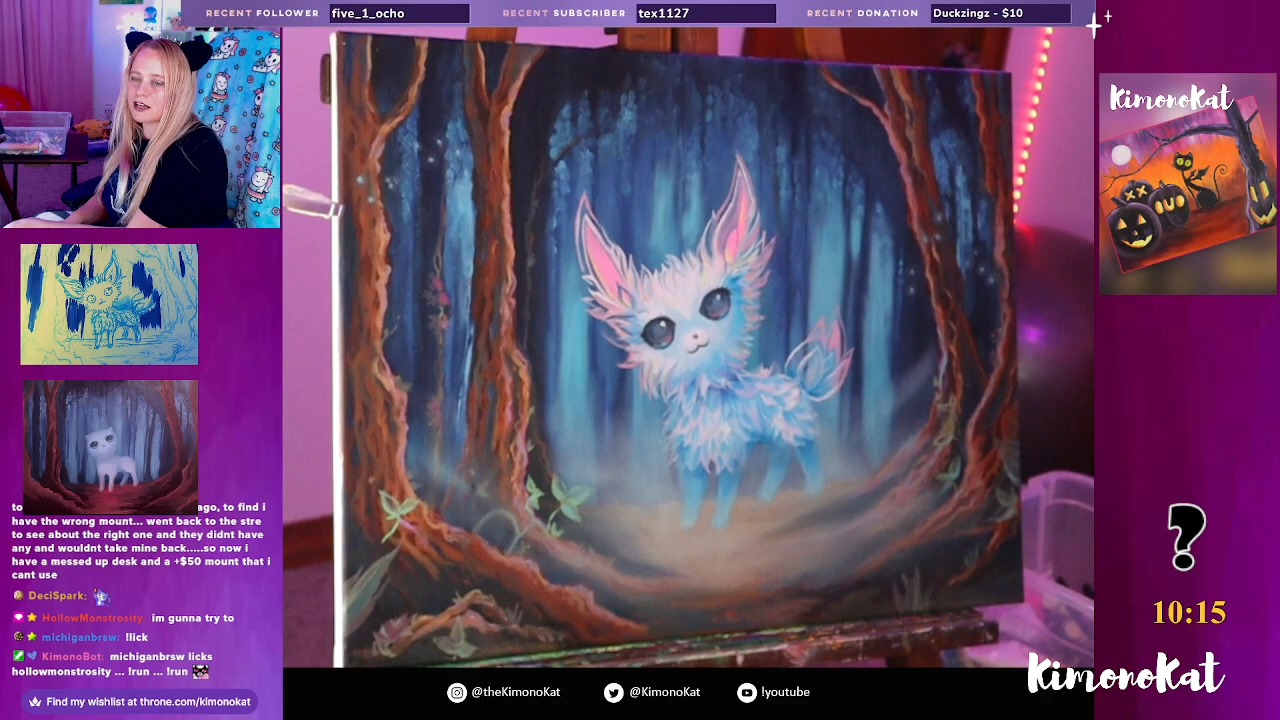 RECENT FOLLOWER five_1_ocho RECENT SUBSCRIBER tex1127 RECENT DONATION Duckzingz - $10
KimonoKat
to ago, to find i
have the wrong mount... went back to the stre
to see about the right one and they didnt have
any and wouldnt take mine back.....so now i
have a messed up desk and a +$50 mount that i
cant use
DeciSpark:
HollowMonstrosity: im gunna try to
michiganbrsw: !lick
KimonoBot: michiganbrsw licks
hollowmonstrosity ... !run ... !run
Find my wishlist at throne.com/kimonokat
?
10:15
KimonoKat
@theKimonoKat @KimonoKat !youtube